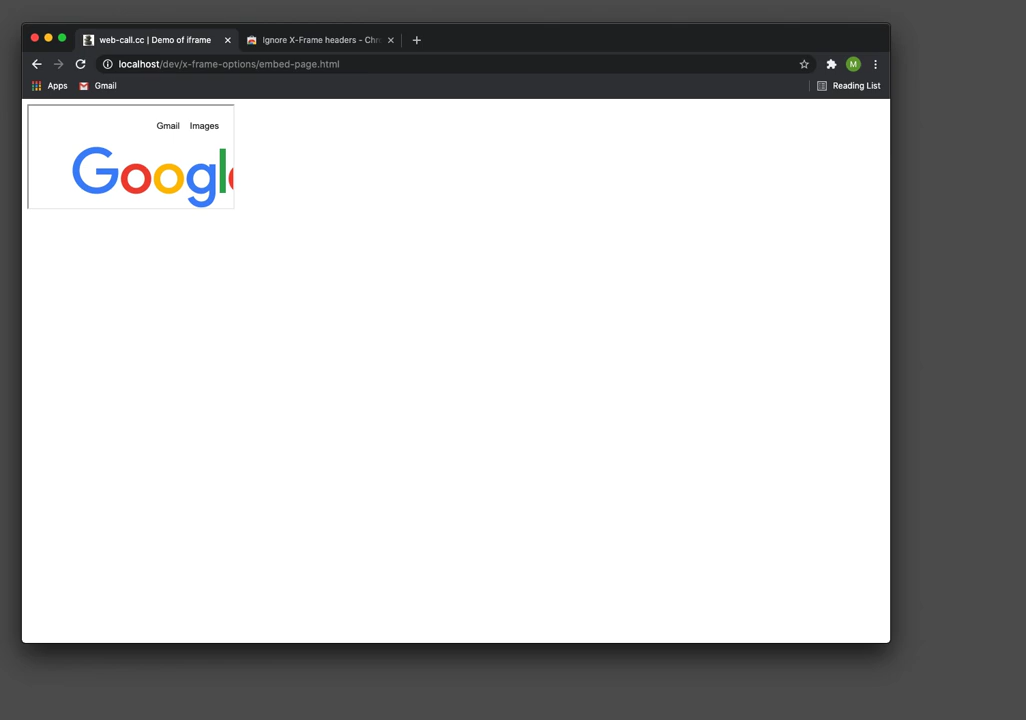 web-call.cc | Demo of iframe
Ignore X-Frame headers - Chr
localhost/dev/x-frame-options/embed-page.html
M
Apps
Gmail
Reading List
Gmail Images
Googl